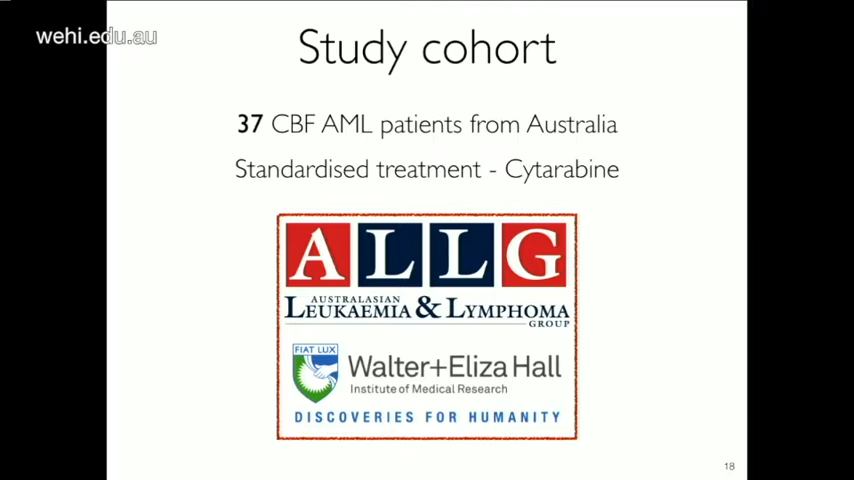 wehi.edu.au
Study cohort
37 CBF AML patients from Australia
Standardised treatment - Cytarabine
ALLG
AUSTRALASIAN
LEUKAEMIA & LYMPHOMA
GROUP
FIAT LUX
Walter+Eliza Hall
Institute of Medical Research
DISCOVERIES FOR HUMANITY
18